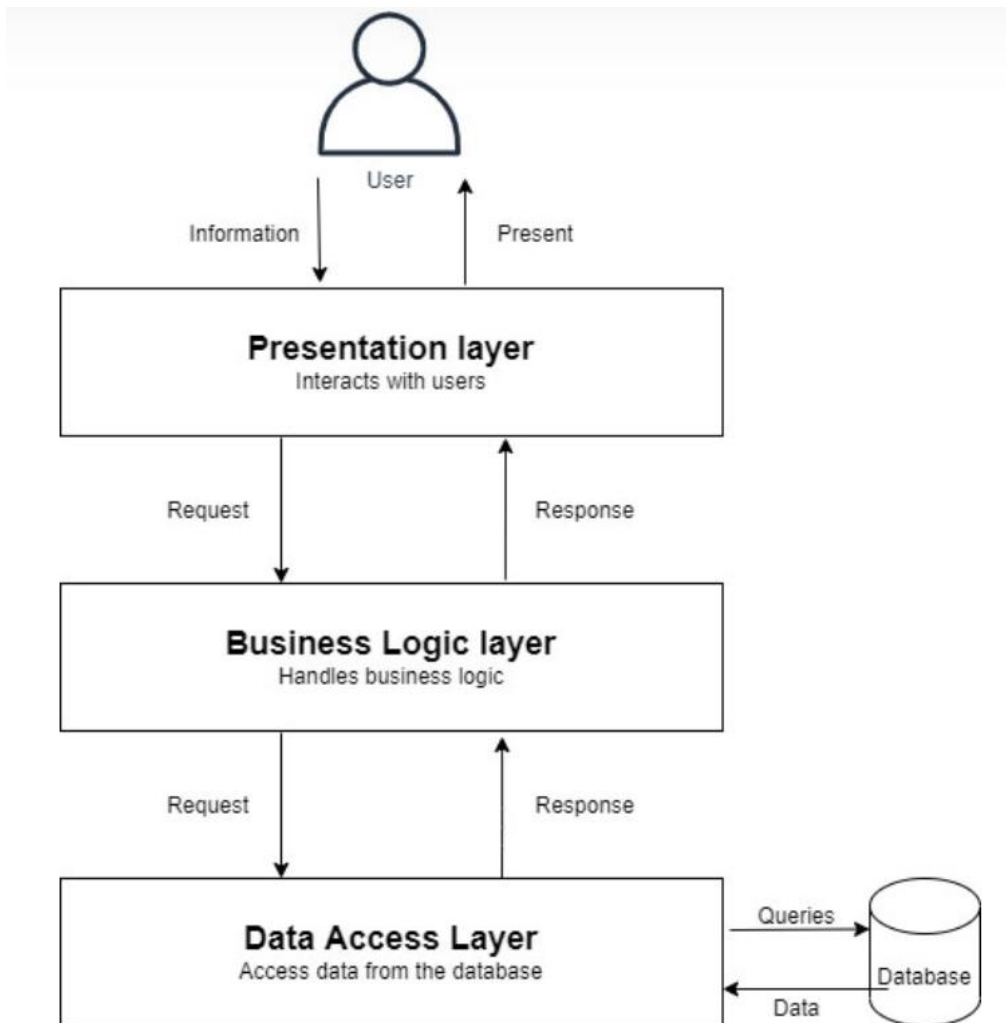 User
Information
Present
Presentation layer
Interacts with users
Request
Response
Business Logic layer
Handles business logic
Request
Response
Data Access Layer
Access data from the database
Queries
Database
Data